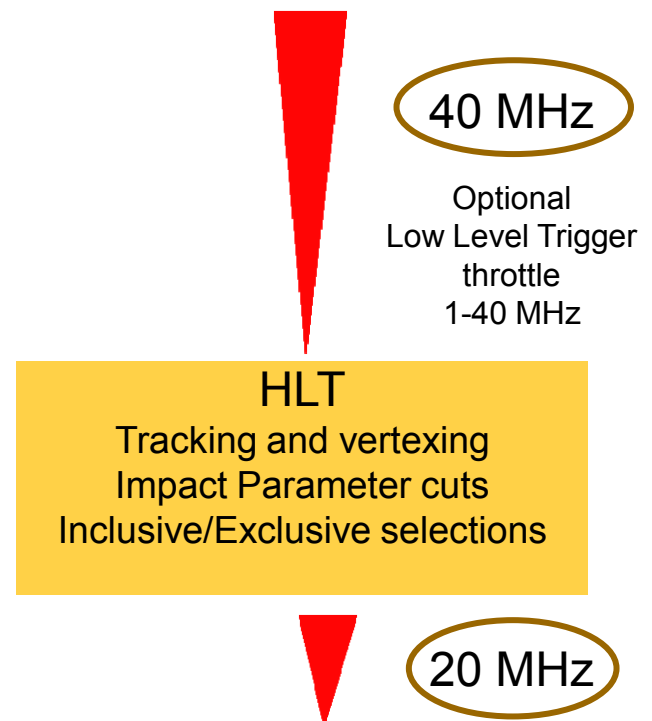 40 MHz
Optional
Low Level Trigger
throttle
1-40 MHz
HLT
Tracking and vertexing
Impact Parameter cuts
Inclusive/Exclusive selections
20 MHz